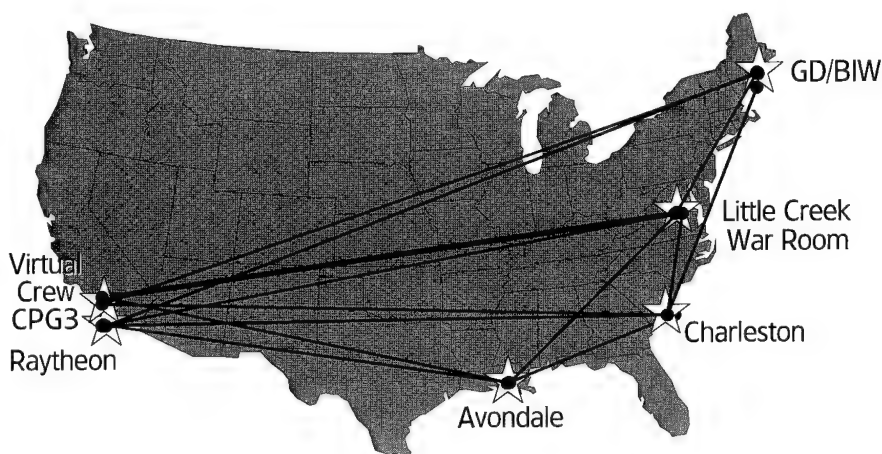 GD/BIW
Little Creek
War Room
Virtual
Crew
CPG3
Raytheon
Charleston
Avondale